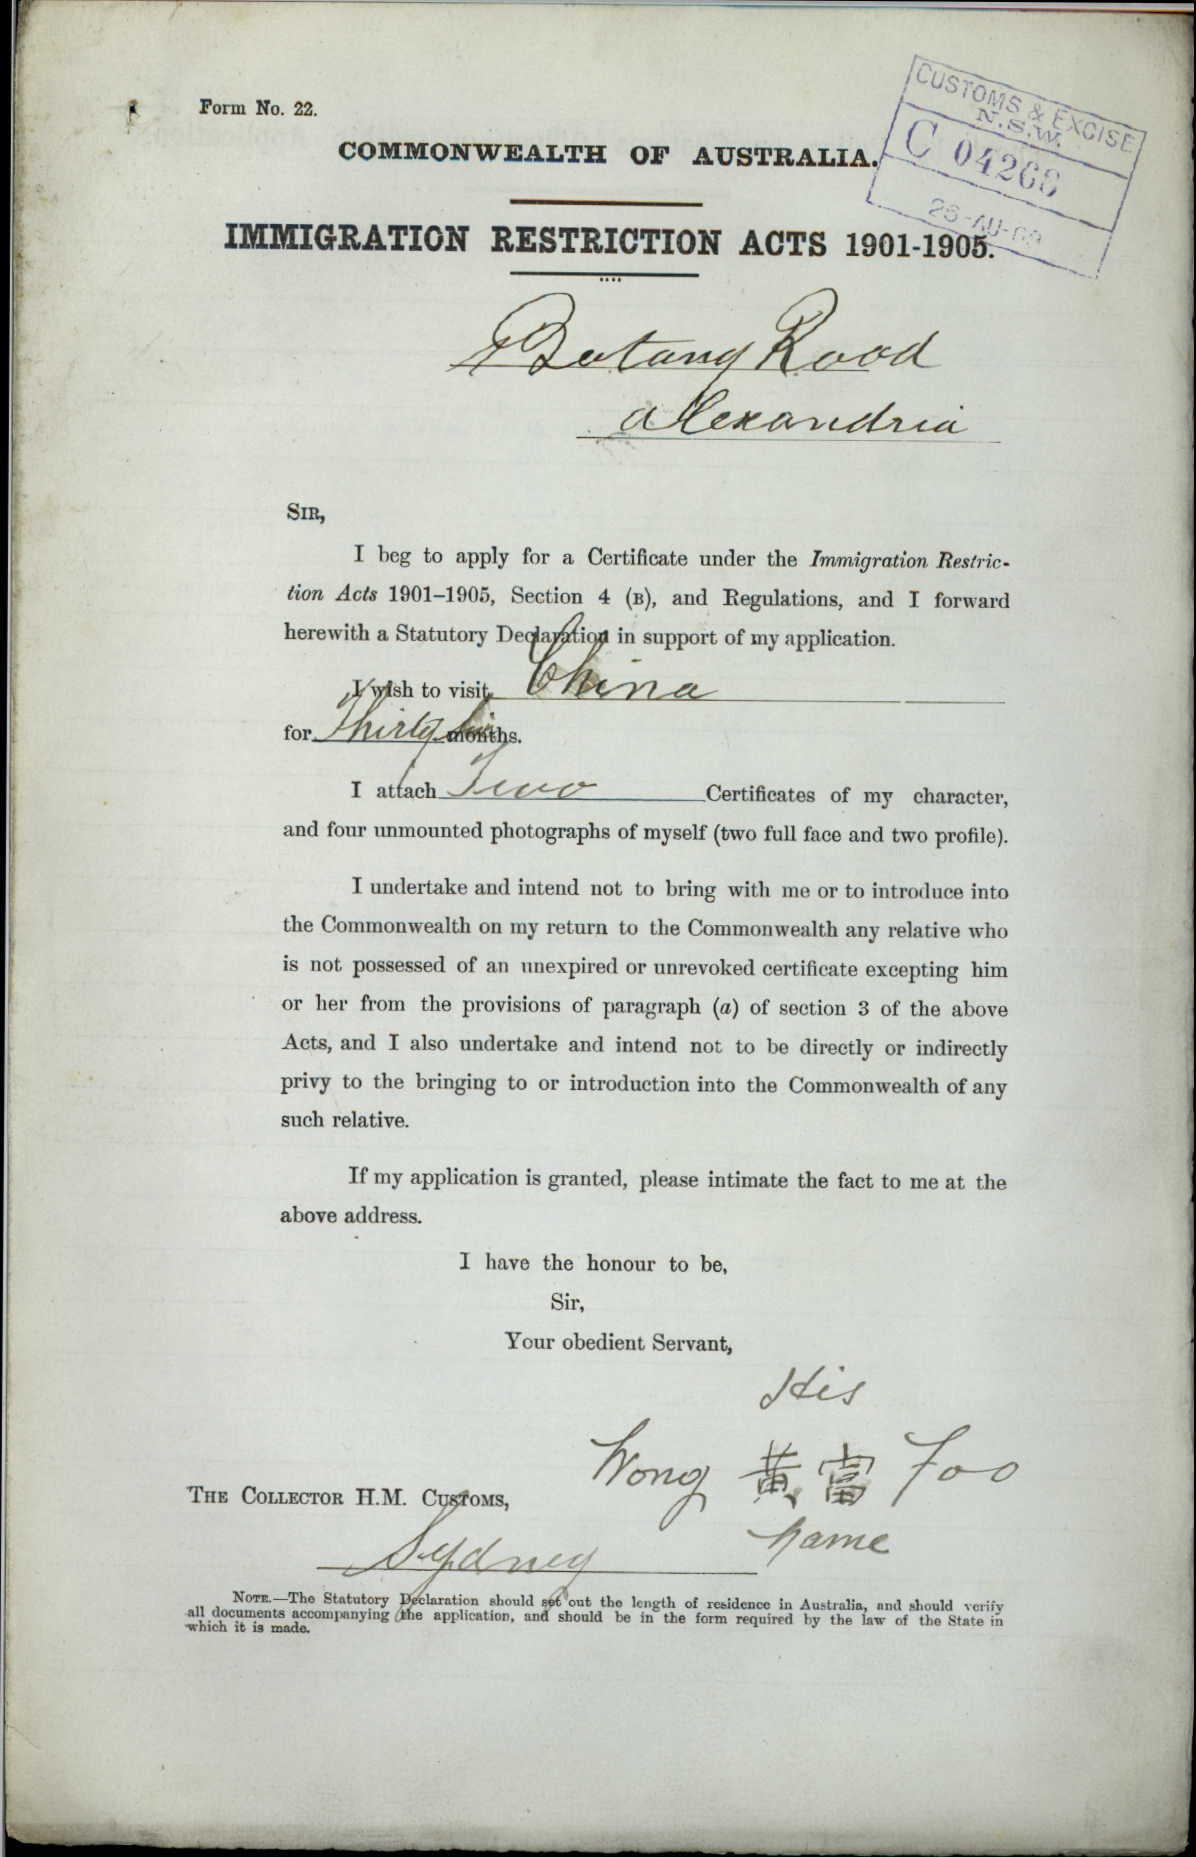 Form No. 22.
CUSTOMS & EXCISE
N.S.W.
C 04268
COMMONWEALTH OF AUSTRALIA.
IMMIGRATION RESTRICTION ACTS 1901-1905.
Botany Road
Alexandria
SIR,
I beg to apply for a Certificate under the Immigration Restric-
tion Acts 1901–1905, Section 4 (B), and Regulations, and I forward
herewith a Statutory Declaration in support of my application.
I wish to visit China
for Thirty Six months.
I attach Two Certificates of my character,
and four unmounted photographs of myself (two full face and two profile).
I undertake and intend not to bring with me or to introduce into
the Commonwealth on my return to the Commonwealth any relative who
is not possessed of an unexpired or unrevoked certificate excepting him
or her from the provisions of paragraph (a) of section 3 of the above
Acts, and I also undertake and intend not to be directly or indirectly
privy to the bringing to or introduction into the Commonwealth of any
such relative.
If my application is granted, please intimate the fact to me at the
above address.
I have the honour to be,
Sir,
Your obedient Servant,
His
Wong 黃富 Foo
name
THE COLLECTOR H.M. CUSTOMS,
Sydney
NOTE.—The Statutory Declaration should set out the length of residence in Australia, and should verify
all documents accompanying the application, and should be in the form required by the law of the State in
which it is made.